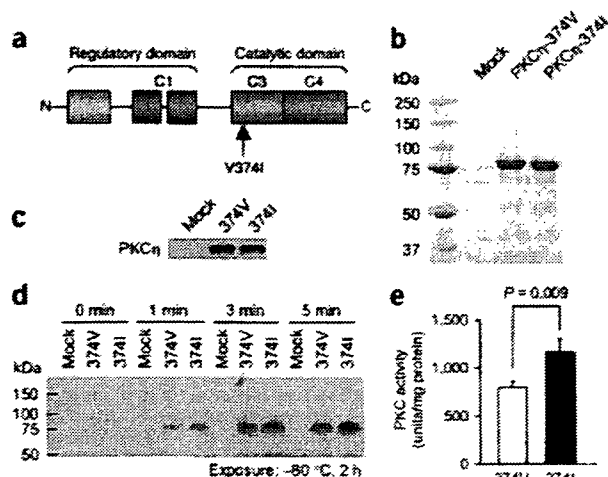 a
Regulatory domain
Catalytic domain
C1
C3
C4
N
C
V374I
b
Mock
PKCη-374V
PKCη-374I
kDa
250
150
100
75
50
37
c
Mock
374V
374I
PKCη
d
0 min
1 min
3 min
5 min
Mock
374V
374I
Mock
374V
374I
Mock
374V
374I
Mock
374V
374I
kDa
150
100
75
50
Exposure: –80 °C, 2 h
e
P = 0.009
PKC activity
(units/mg protein)
1,500
1,000
500
0
374V
374I